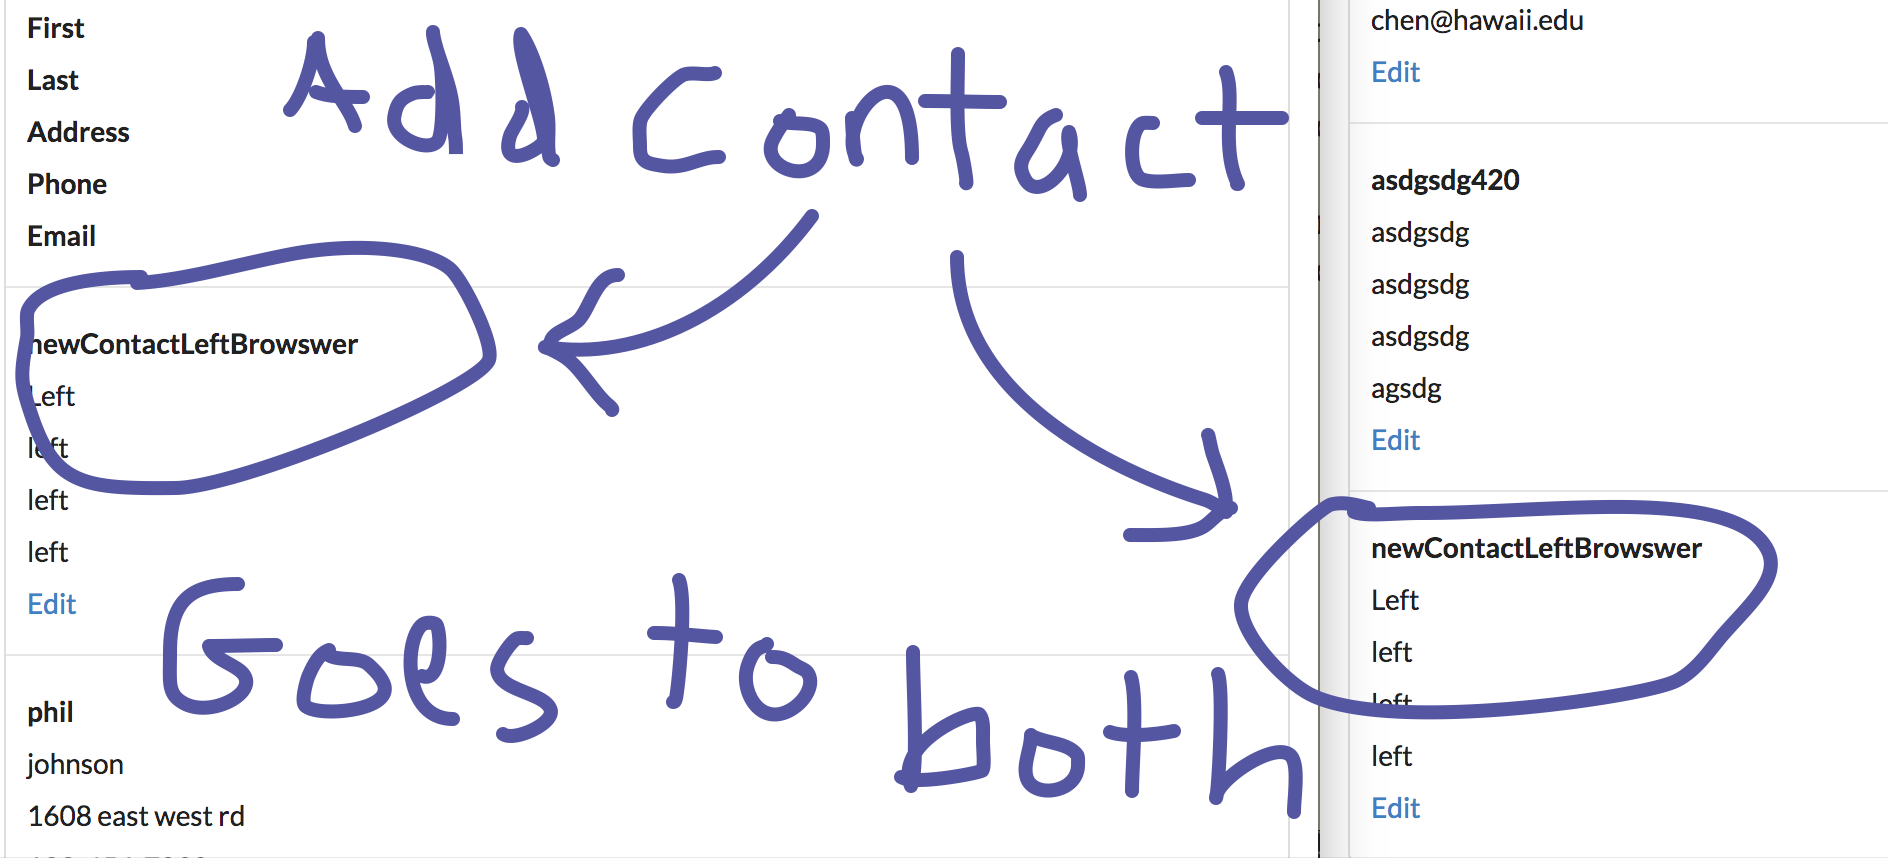 First
Last
Address
Phone
Email
Add Contact
newContactLeftBrowswer
Left
left
left
left
Edit
Goes to both
phil
johnson
1608 east west rd
chen@hawaii.edu
Edit
asdgsdg420
asdgsdg
asdgsdg
asdgsdg
agsdg
Edit
newContactLeftBrowswer
Left
left
left
left
Edit